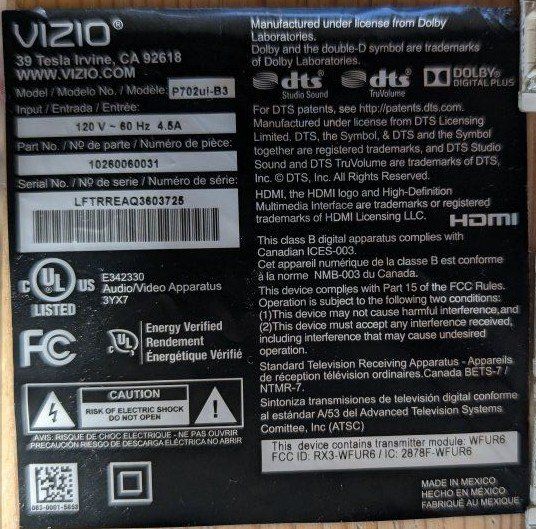 VIZIO®
39 Tesla Irvine, CA 92618
WWW.VIZIO.COM
Model / Modelo No. / Modèle: P702ui-B3
Input / Entrada / Entrée:
120 V ~ 60 Hz 4.5A
Part No. / Nº de parte / Nº de pièce:
10260060031
Serial No. / Nº de serie / Numéro de série:
LFTRREAQ3603725
C UL US
LISTED
E342330
Audio/Video Apparatus
3YX7
FC
UL
Energy Verified
Rendement
Énergétique Vérifié
CAUTION
RISK OF ELECTRIC SHOCK
DO NOT OPEN
AVIS: RISQUE DE CHOC ELECTRIQUE - NE PAS OUVRIR
PRECAUCIÓN RIESGO DE DESCARGA ELÉCTRICA NO ABRIR
Manufactured under license from Dolby
Laboratories.
Dolby and the double-D symbol are trademarks
of Dolby Laboratories.
dts Studio Sound
dts TruVolume
DOLBY®
DIGITAL PLUS
For DTS patents, see http://patents.dts.com.
Manufactured under license from DTS Licensing
Limited. DTS, the Symbol, & DTS and the Symbol
together are registered trademarks, and DTS Studio
Sound and DTS TruVolume are trademarks of DTS,
Inc. © DTS, Inc. All Rights Reserved.
HDMI, the HDMI logo and High-Definition
Multimedia Interface are trademarks or registered
trademarks of HDMI Licensing LLC.
HDMI
This class B digital apparatus complies with
Canadian ICES-003.
Cet appareil numérique de la classe B est conforme
à la norme NMB-003 du Canada.
This device complies with Part 15 of the FCC Rules.
Operation is subject to the following two conditions:
(1)This device may not cause harmful interference,and
(2)This device must accept any interference received,
including interference that may cause undesired
operation.
Standard Television Receiving Apparatus - Appareils
de réception télévision ordinaires.Canada BETS-7 /
NTMR-7.
Sintoniza transmisiones de televisión digital conforme
al estándar A/53 del Advanced Television Systems
Comittee, Inc (ATSC)
This device contains transmitter module: WFUR6
FCC ID: RX3-WFUR6 / IC: 2878F-WFUR6
MADE IN MEXICO
HECHO EN MÉXICO
FABRIQUÉ AU MEXIQUE